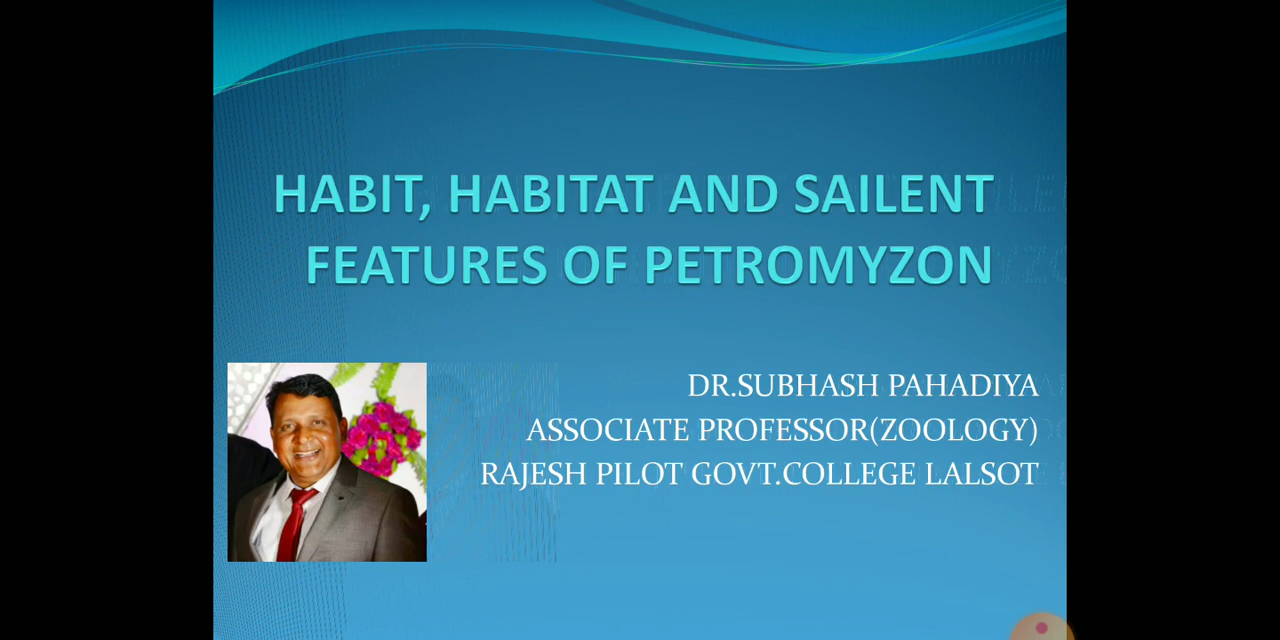 HABIT, HABITAT AND SAILENT
FEATURES OF PETROMYZON
DR.SUBHASH PAHADIYA
ASSOCIATE PROFESSOR(ZOOLOGY)
RAJESH PILOT GOVT.COLLEGE LALSOT